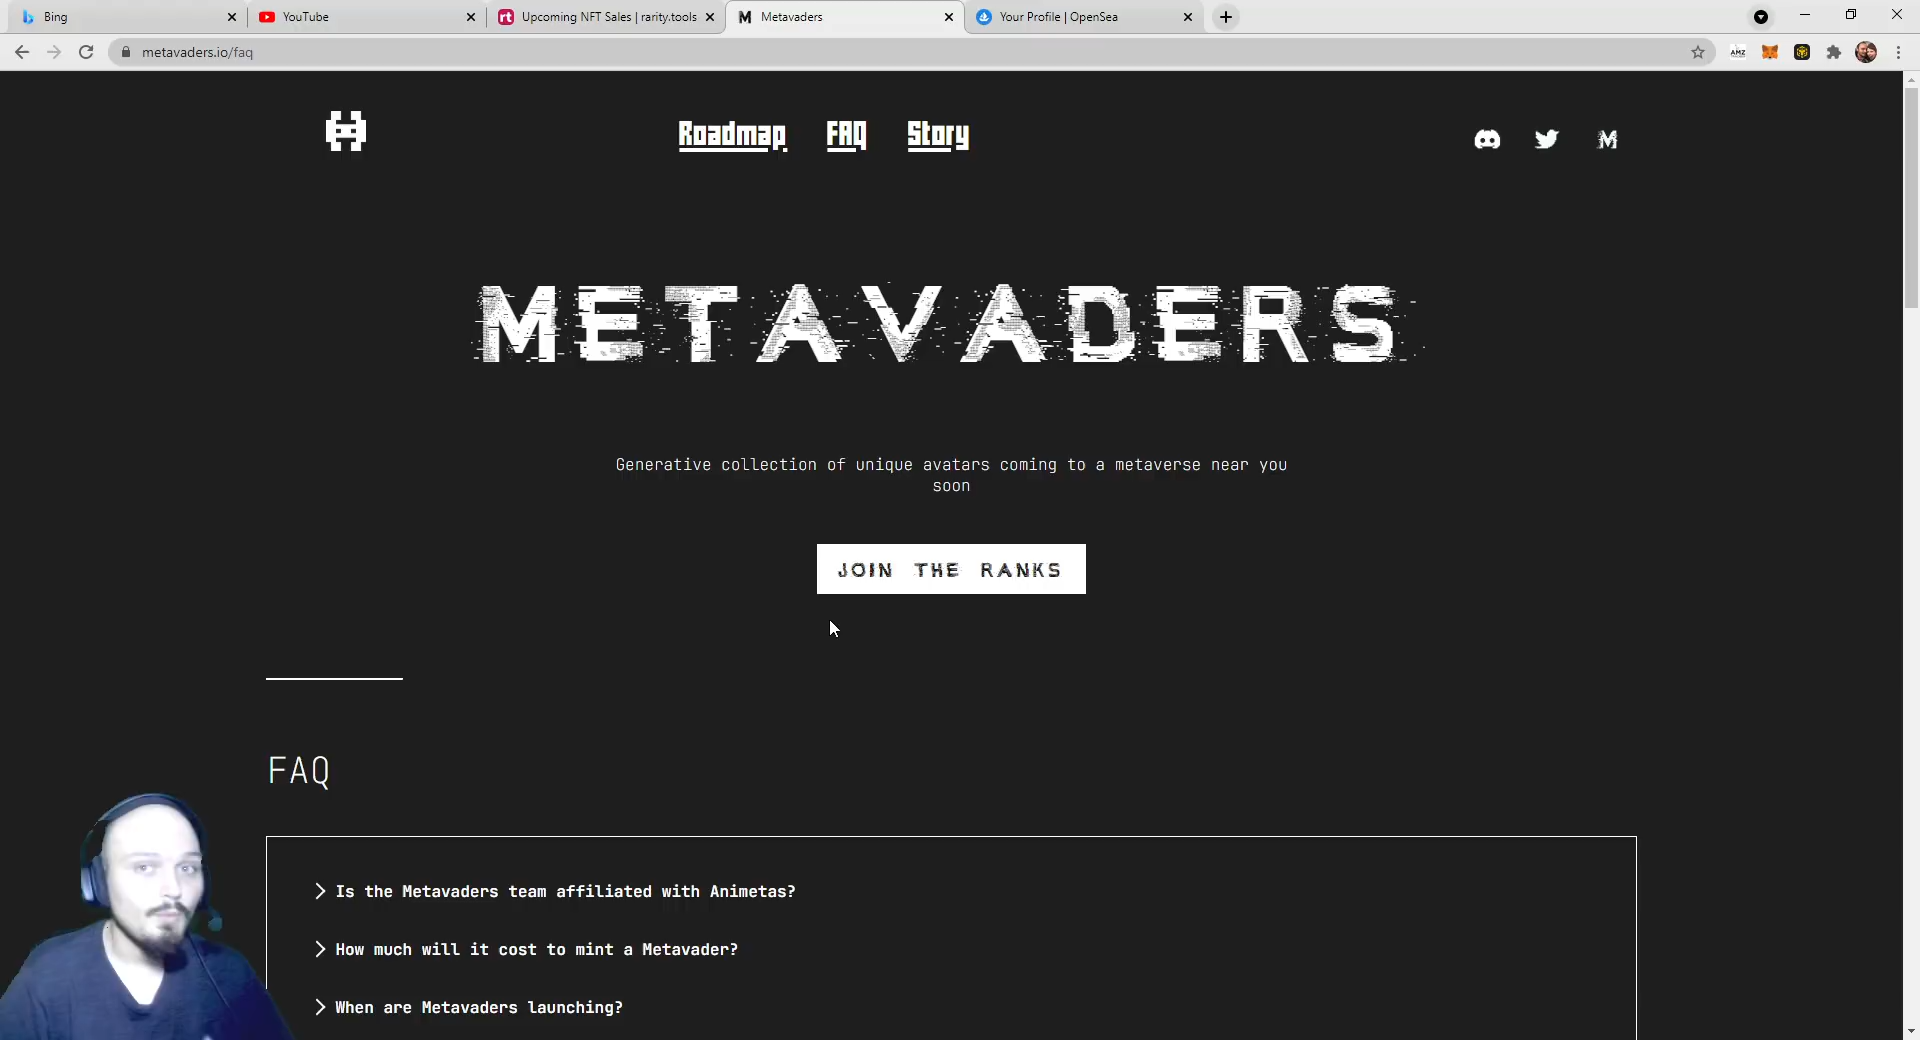 Bing
YouTube
Upcoming NFT Sales | rarity.tools
Metavaders
Your Profile | OpenSea
metavaders.io/faq
AMZ
Roadmap
FAQ
Story
METAVADERS
Generative collection of unique avatars coming to a metaverse near you
soon
JOIN THE RANKS
FAQ
Is the Metavaders team affiliated with Animetas?
How much will it cost to mint a Metavader?
When are Metavaders launching?